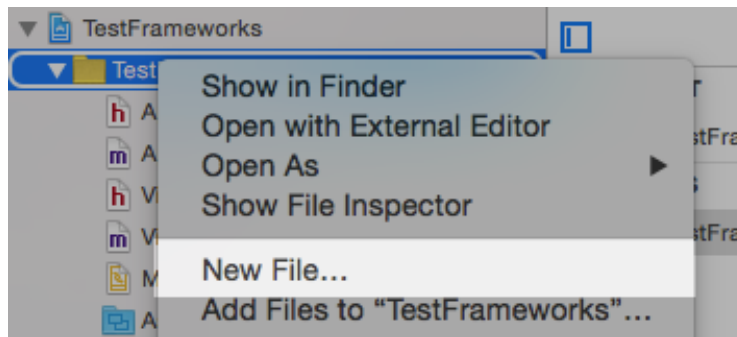 TestFrameworks
Test
Show in Finder
Open with External Editor
Open As
Show File Inspector
New File...
Add Files to “TestFrameworks”...